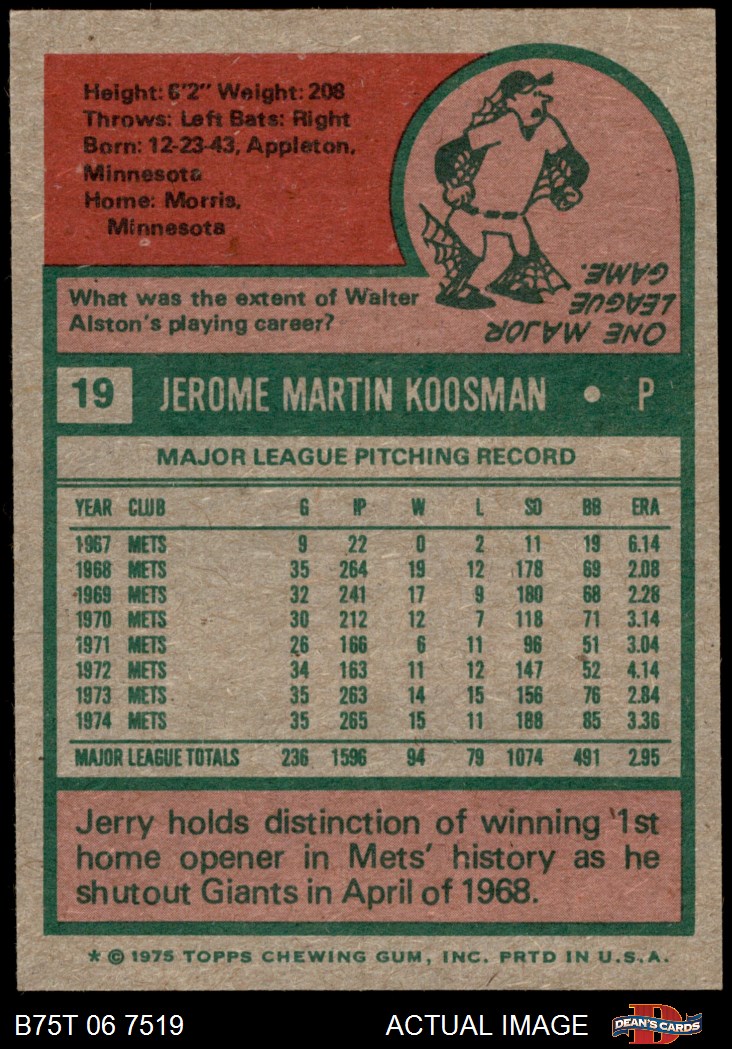 Height: 6'2" Weight: 208
Throws: Left Bats: Right
Born: 12-23-43, Appleton,
Minnesota
Home: Morris,
Minnesota
What was the extent of Walter
Alston's playing career?
ONE MAJOR
LEAGUE
GAME.
19 JEROME MARTIN KOOSMAN • P
MAJOR LEAGUE PITCHING RECORD
YEAR CLUB G IP W L SO BB ERA
1967 METS 9 22 0 2 11 19 6.14
1968 METS 35 264 19 12 178 69 2.08
1969 METS 32 241 17 9 180 68 2.28
1970 METS 30 212 12 7 118 71 3.14
1971 METS 26 166 6 11 96 51 3.04
1972 METS 34 163 11 12 147 52 4.14
1973 METS 35 263 14 15 156 76 2.84
1974 METS 35 265 15 11 188 85 3.36
MAJOR LEAGUE TOTALS 236 1596 94 79 1074 491 2.95
Jerry holds distinction of winning '1st
home opener in Mets' history as he
shutout Giants in April of 1968.
* © 1975 TOPPS CHEWING GUM, INC. PRTD IN U.S.A.
B75T 06 7519 ACTUAL IMAGE DEAN'S CARDS